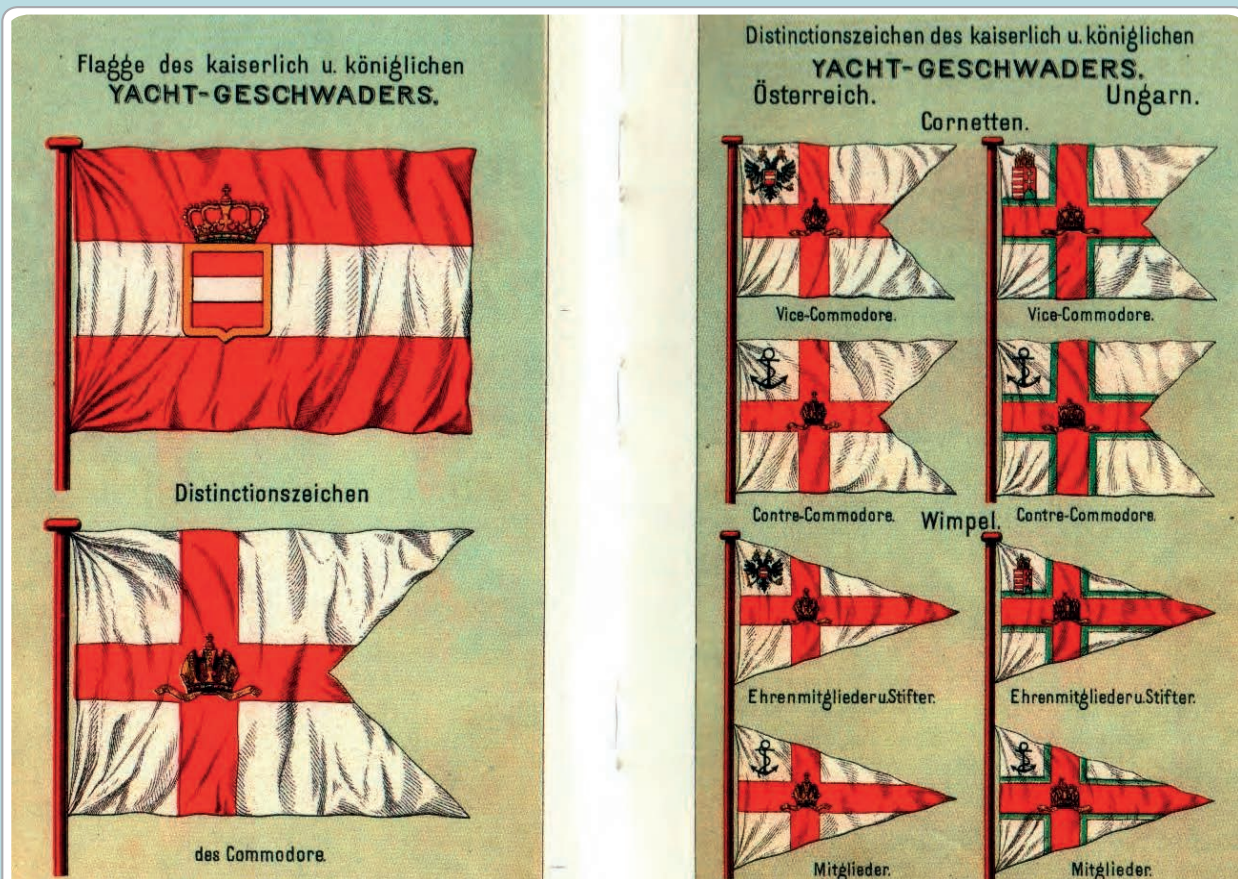 Flagge des kaiserlich u. königlichen
YACHT-GESCHWADERS.
Distinctionszeichen
des Commodore.
Distinctionszeichen des kaiserlich u. königlichen
YACHT-GESCHWADERS.
Österreich. Ungarn.
Cornetten.
Vice-Commodore. Vice-Commodore.
Contre-Commodore. Contre-Commodore.
Wimpel.
Ehrenmitglieder u. Stifter. Ehrenmitglieder u. Stifter.
Mitglieder. Mitglieder.